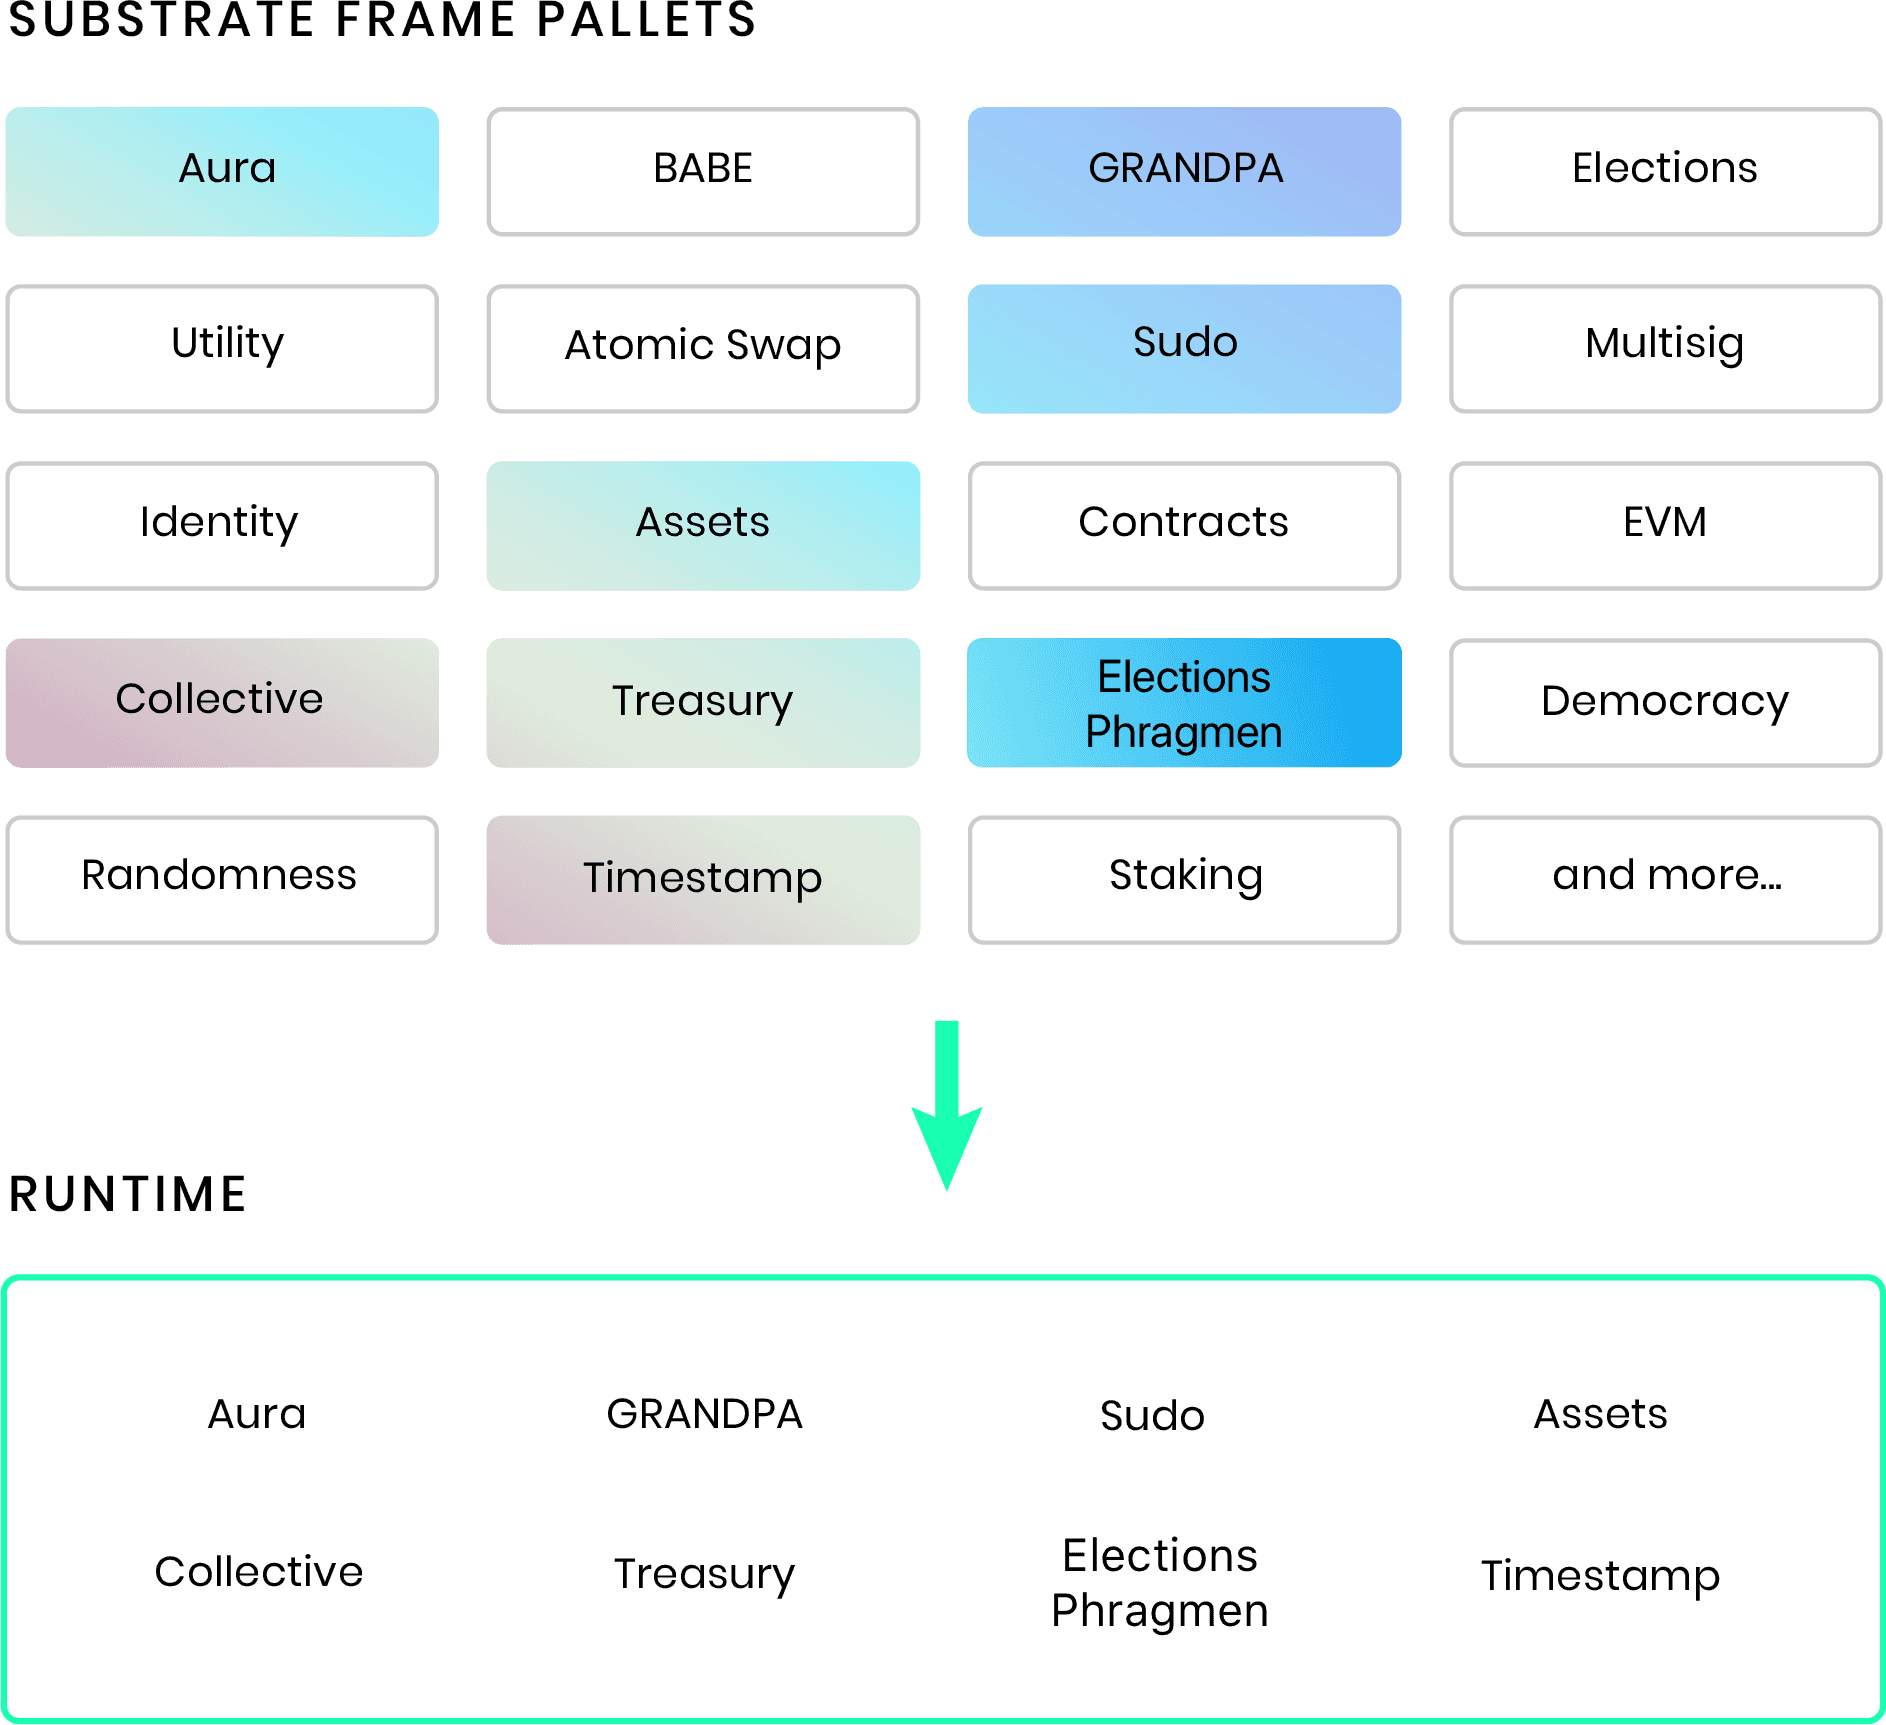 SUBSTRATE FRAME PALLETS
Aura
BABE
GRANDPA
Elections
Utility
Atomic Swap
Sudo
Multisig
Identity
Assets
Contracts
EVM
Collective
Treasury
Elections
Phragmen
Democracy
Randomness
Timestamp
Staking
and more...
RUNTIME
Aura
GRANDPA
Sudo
Assets
Collective
Treasury
Elections
Phragmen
Timestamp